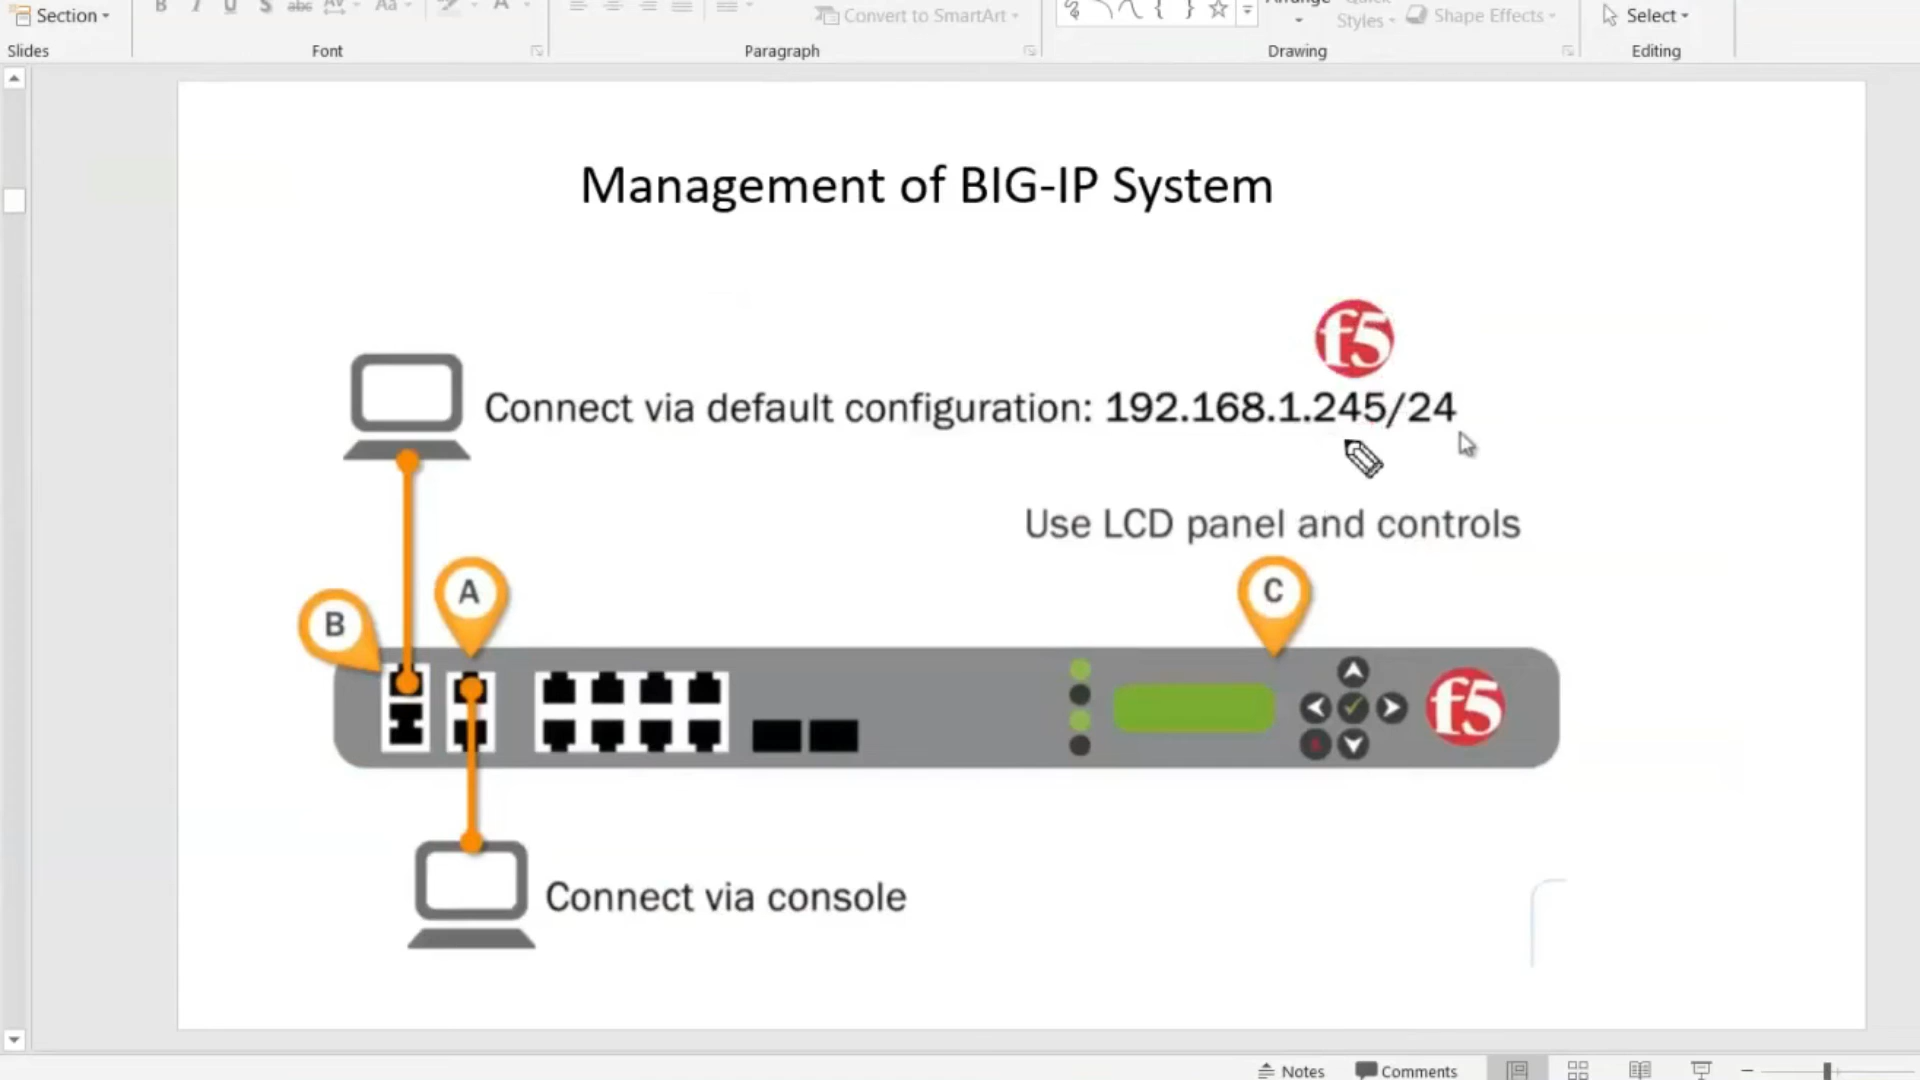 Section
Convert to SmartArt
Styles
Shape Effects
Select
Slides
Font
Paragraph
Drawing
Editing
Management of BIG-IP System
f5
Connect via default configuration: 192.168.1.245/24
Use LCD panel and controls
B
A
C
f5
Connect via console
Notes
Comments